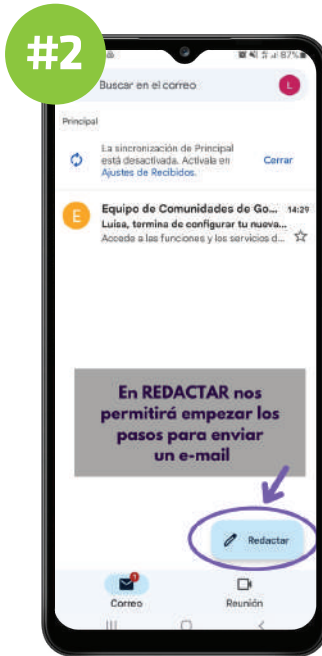 #2
87%
Buscar en el correo
L
Principal
La sincronización de Principal
está desactivada. Actívala en
Ajustes de Recibidos.
Cerrar
E
Equipo de Comunidades de Go... 14:29
Luisa, termina de configurar tu nueva...
Accede a las funciones y los servicios d...
En REDACTAR nos
permitirá empezar los
pasos para enviar
un e-mail
Redactar
1
Correo
Reunión